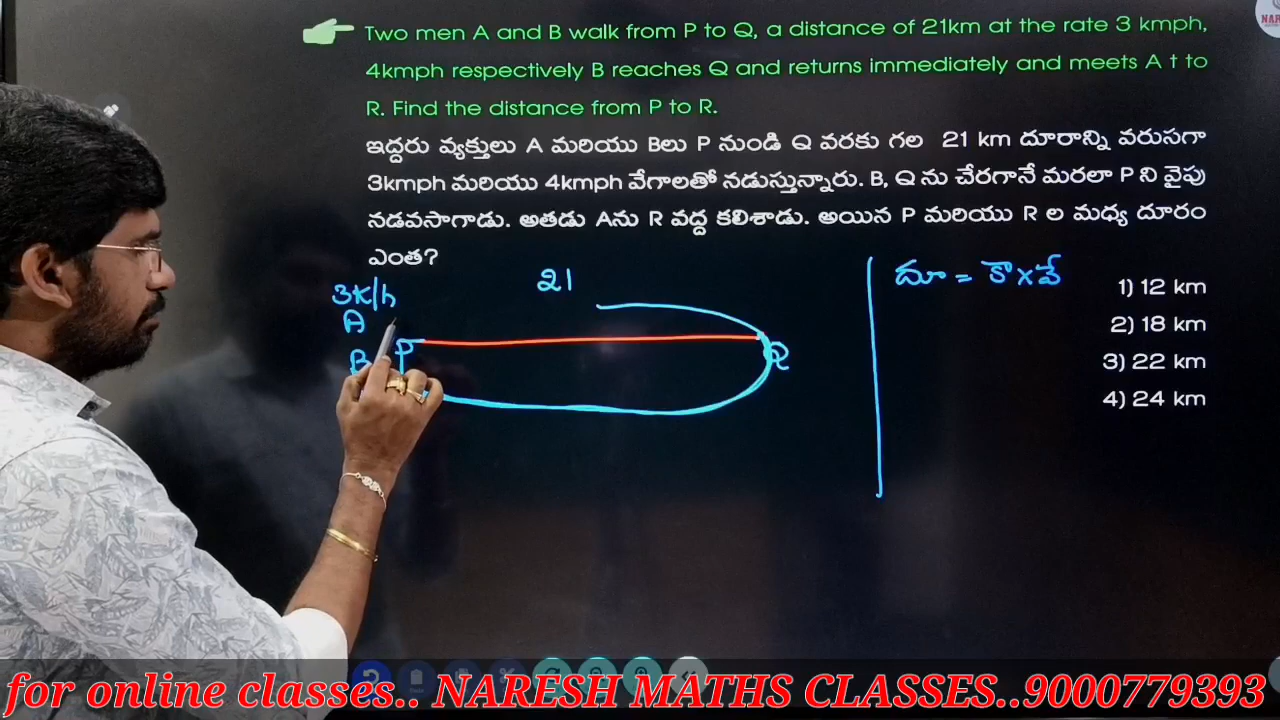 Two men A and B walk from P to Q, a distance of 21km at the rate 3 kmph,
4kmph respectively B reaches Q and returns immediately and meets A t to
R. Find the distance from P to R.
ఇద్దరు వ్యక్తులు A మరియు Bలు P నుండి Q వరకు గల 21 km దూరాన్ని వరుసగా
3kmph మరియు 4kmph వేగాలతో నడుస్తున్నారు. B, Q ను చేరగానే మరలా P ని వైపు
నడవసాగాడు. అతడు Aను R వద్ద కలిశాడు. అయిన P మరియు R ల మధ్య దూరం
ఎంత?
3k/h
A
B
P
21
Q
దూ = కా×వే
1) 12 km
2) 18 km
3) 22 km
4) 24 km
for online classes.. NARESH MATHS CLASSES..9000779393